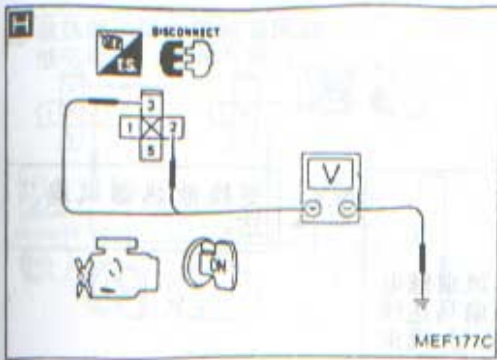 H
DISCONNECT
T.S.
3
1 2
5
V
+ −
ON
MEF177C